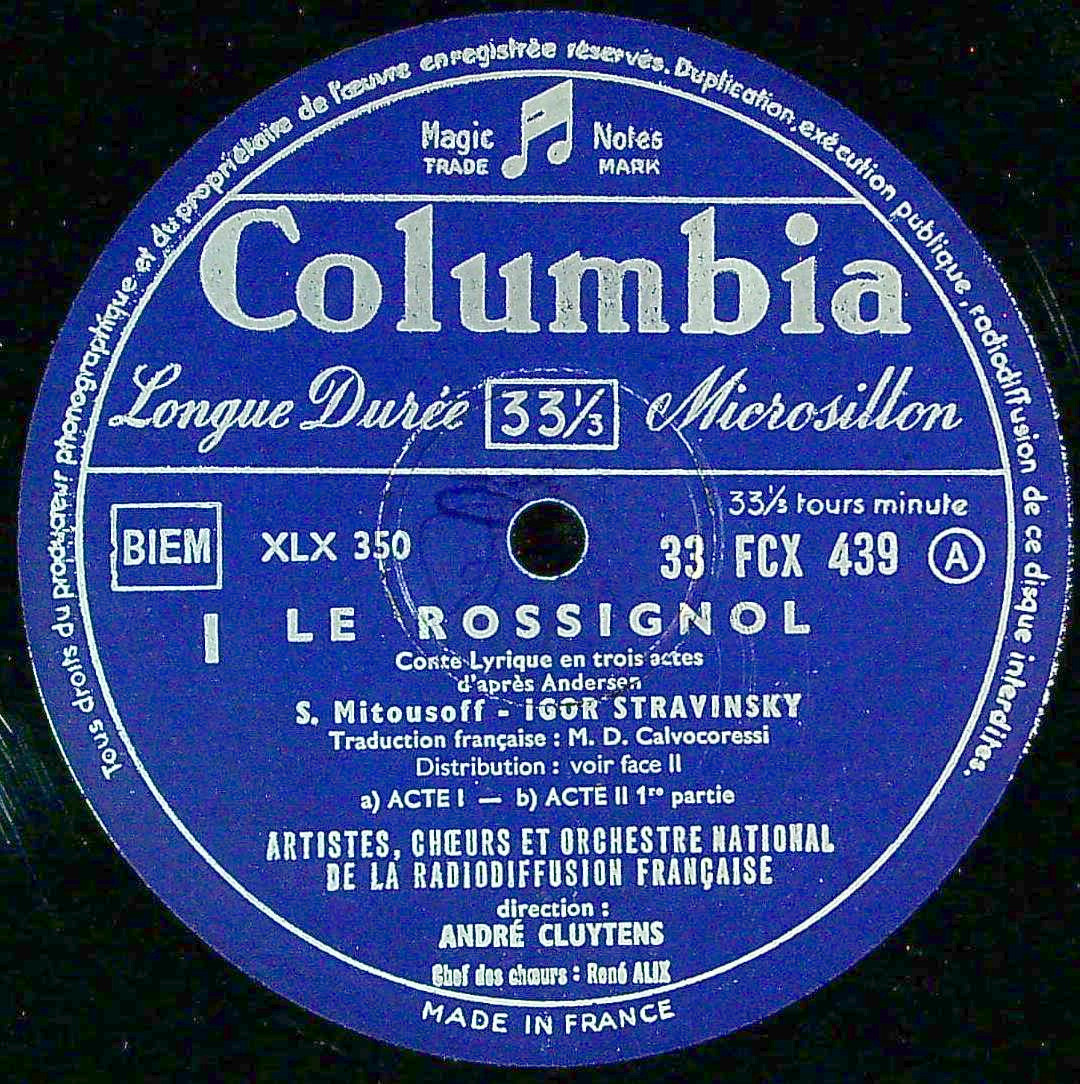 Tous droits du producteur phonographique et du propriétaire de l'œuvre enregistrée réservés. Duplication, exécution publique, radiodiffusion de ce disque interdites.
Magic Notes
TRADE MARK
Columbia
Longue Durée 33⅓ Microsillon
33⅓ tours minute
BIEM XLX 350 33 FCX 439 A
I LE ROSSIGNOL
Conte Lyrique en trois actes
d'après Andersen
S. Mitousoff - IGOR STRAVINSKY
Traduction française : M. D. Calvocoressi
Distribution : voir face II
a) ACTE I — b) ACTE II 1re partie
ARTISTES, CHŒURS ET ORCHESTRE NATIONAL
DE LA RADIODIFFUSION FRANÇAISE
direction :
ANDRÉ CLUYTENS
Chef des chœurs : René ALIX
MADE IN FRANCE